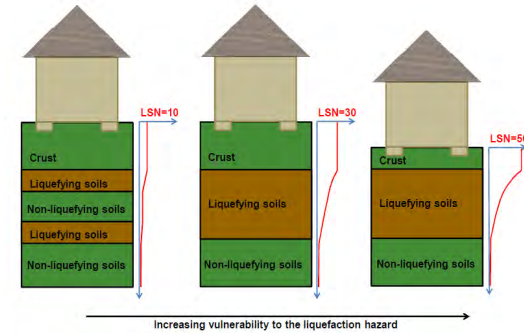 LSN=10
Crust
Liquefying soils
Non-liquefying soils
Liquefying soils
Non-liquefying soils
LSN=30
Crust
Liquefying soils
Non-liquefying soils
LSN=50
Crust
Liquefying soils
Non-liquefying soils
Increasing vulnerability to the liquefaction hazard